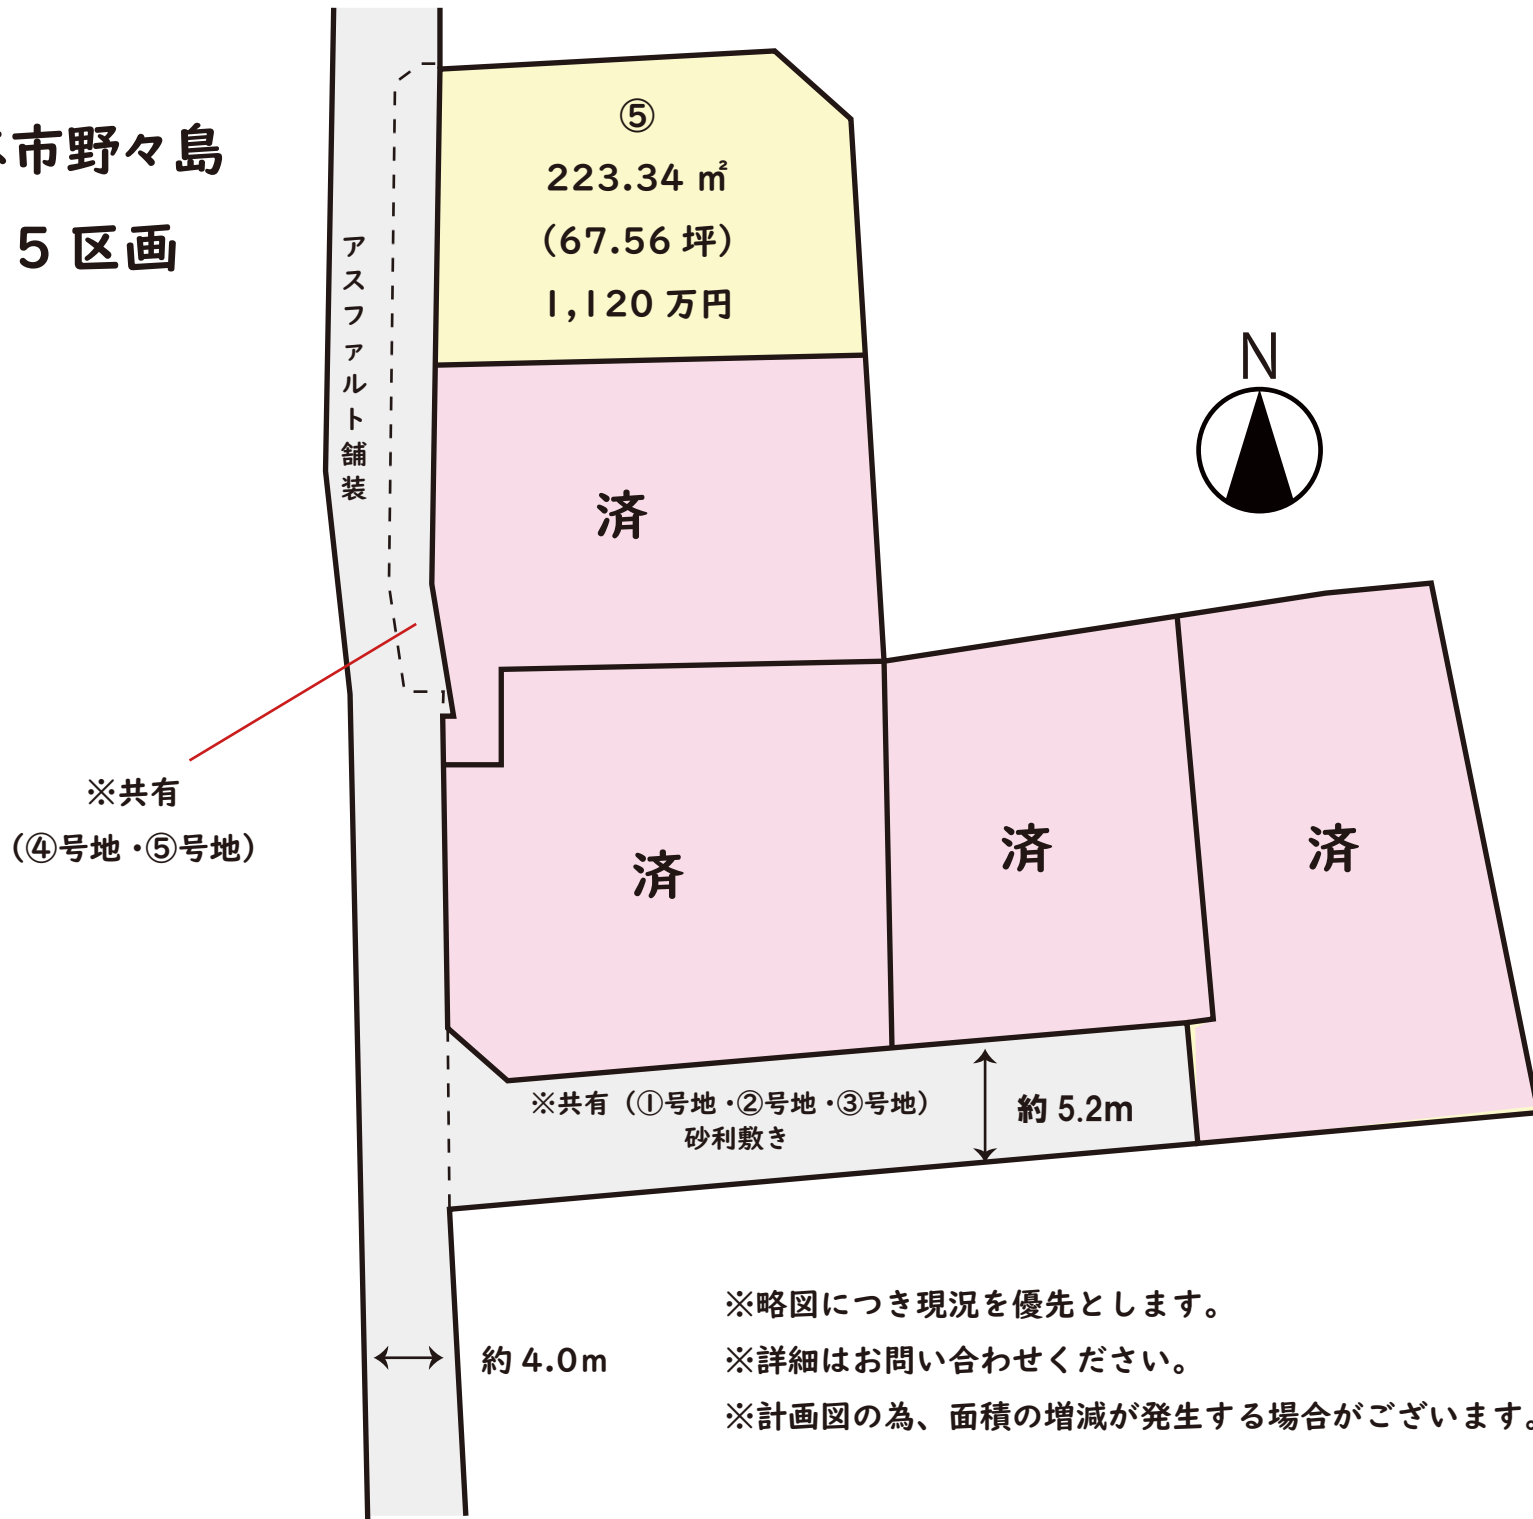 市野々島
5区画
⑤
223.34㎡
(67.56坪)
1,120万円
アスファルト舗装
N
済
済
済
済
※共有
(④号地・⑤号地)
※共有(①号地・②号地・③号地)
砂利敷き
約5.2m
約4.0m
※略図につき現況を優先とします。
※詳細はお問い合わせください。
※計画図の為、面積の増減が発生する場合がございます。